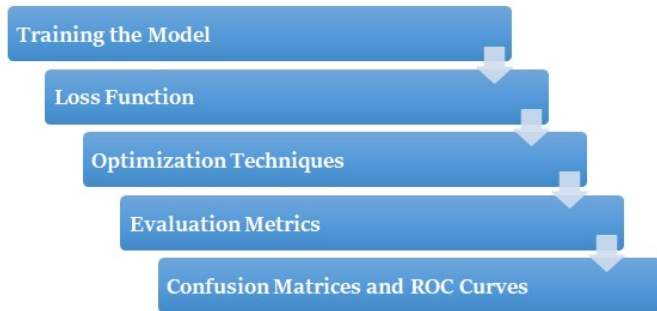 Training the Model
Loss Function
Optimization Techniques
Evaluation Metrics
Confusion Matrices and ROC Curves